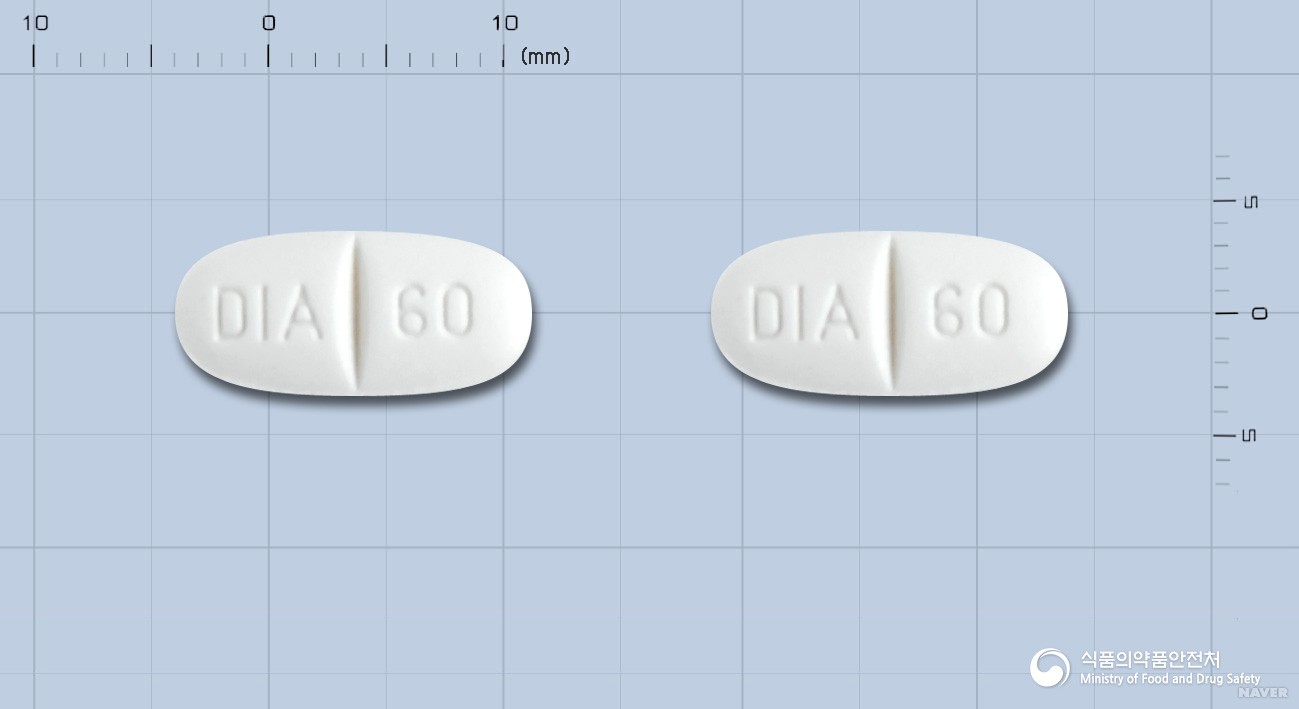 10 0 10
(mm)
DIA 60
DIA 60
5
0
5
식품의약품안전처
Ministry of Food and Drug Safety
NAVER